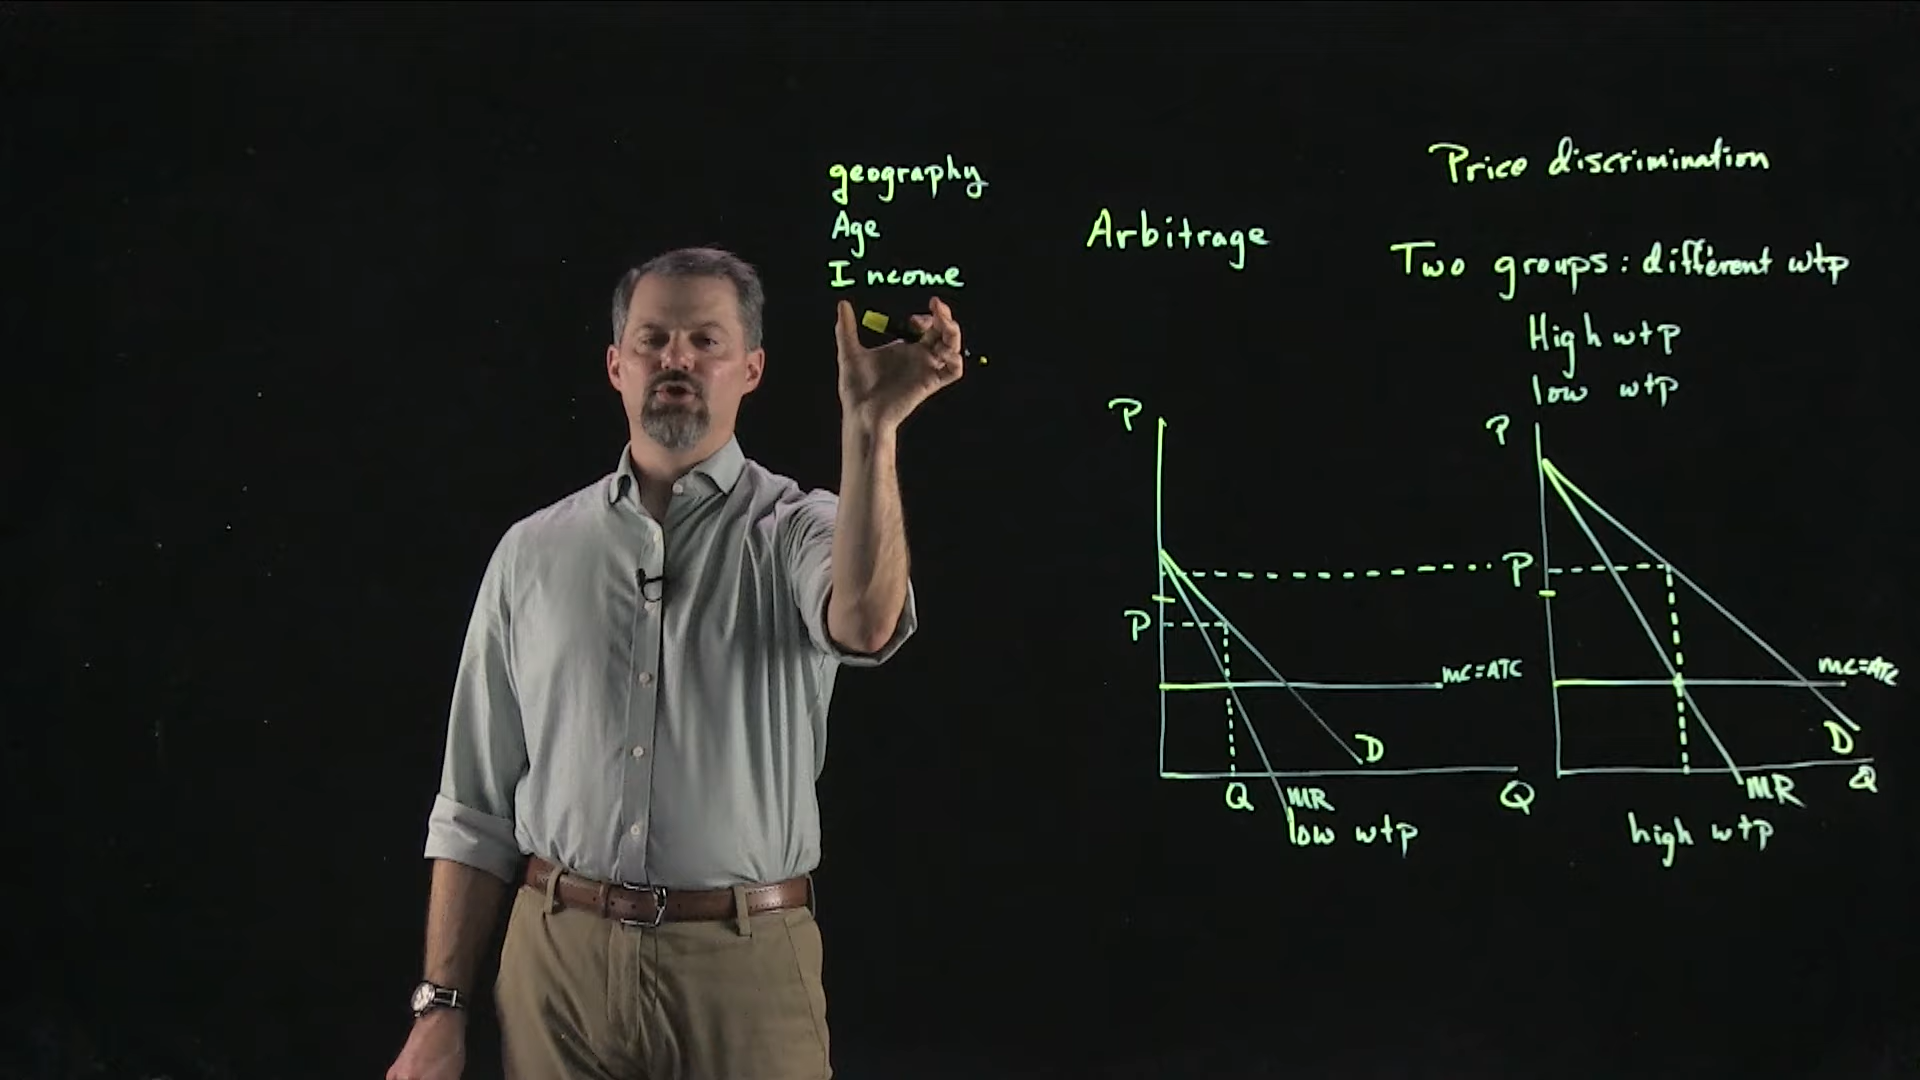 geography
Age
Income
Arbitrage
Price discrimination
Two groups: different wtp
High wtp
low wtp
P
P
MC=ATC
D
Q
MR
Q
low wtp
P
P
MC=ATC
D
MR
Q
high wtp